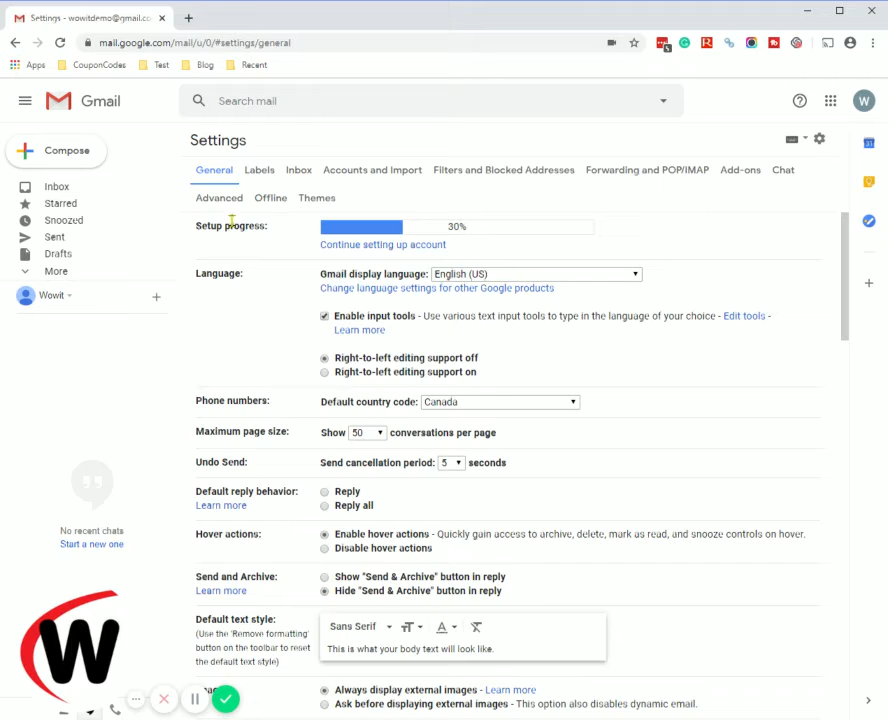 Settings - wowitdemo@gmail.co
mail.google.com/mail/u/0/#settings/general
Apps CouponCodes Test Blog Recent
Gmail
Search mail
W
Compose
Inbox
Starred
Snoozed
Sent
Drafts
More
Wowit
No recent chats
Start a new one
Settings
General Labels Inbox Accounts and Import Filters and Blocked Addresses Forwarding and POP/IMAP Add-ons Chat
Advanced Offline Themes
Setup progress: 30%
Continue setting up account
Language: Gmail display language: English (US)
Change language settings for other Google products
Enable input tools - Use various text input tools to type in the language of your choice - Edit tools -
Learn more
Right-to-left editing support off
Right-to-left editing support on
Phone numbers: Default country code: Canada
Maximum page size: Show 50 conversations per page
Undo Send: Send cancellation period: 5 seconds
Default reply behavior: Reply
Learn more Reply all
Hover actions: Enable hover actions - Quickly gain access to archive, delete, mark as read, and snooze controls on hover.
Disable hover actions
Send and Archive: Show "Send & Archive" button in reply
Learn more Hide "Send & Archive" button in reply
Default text style: Sans Serif
(Use the 'Remove formatting'
button on the toolbar to reset This is what your body text will look like.
the default text style)
Always display external images - Learn more
Ask before displaying external images - This option also disables dynamic email.
W